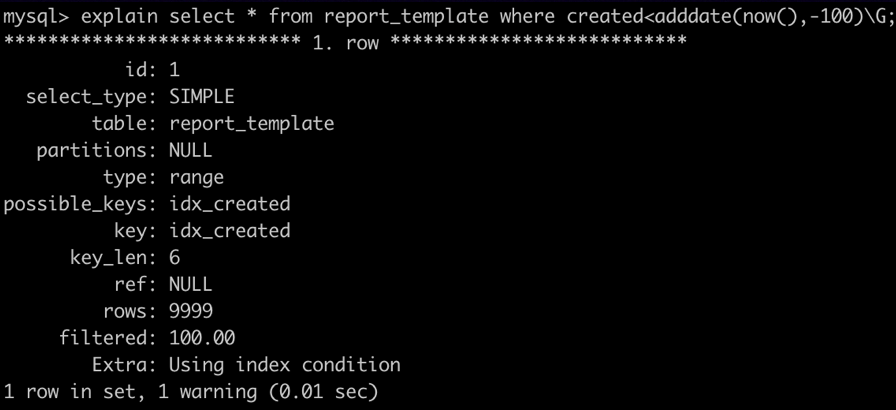 mysql> explain select * from report_template where created<adddate(now(),-100)\G;
*************************** 1. row ***************************
id: 1
select_type: SIMPLE
table: report_template
partitions: NULL
type: range
possible_keys: idx_created
key: idx_created
key_len: 6
ref: NULL
rows: 9999
filtered: 100.00
Extra: Using index condition
1 row in set, 1 warning (0.01 sec)